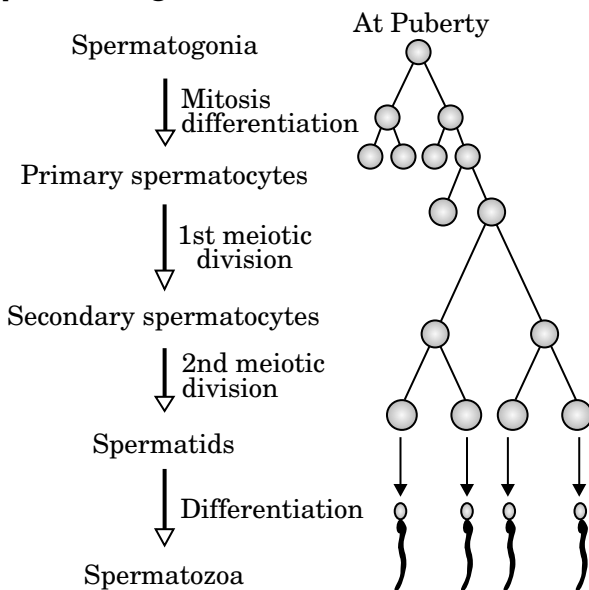 At Puberty
Spermatogonia
Mitosis
differentiation
Primary spermatocytes
1st meiotic
division
Secondary spermatocytes
2nd meiotic
division
Spermatids
Differentiation
Spermatozoa